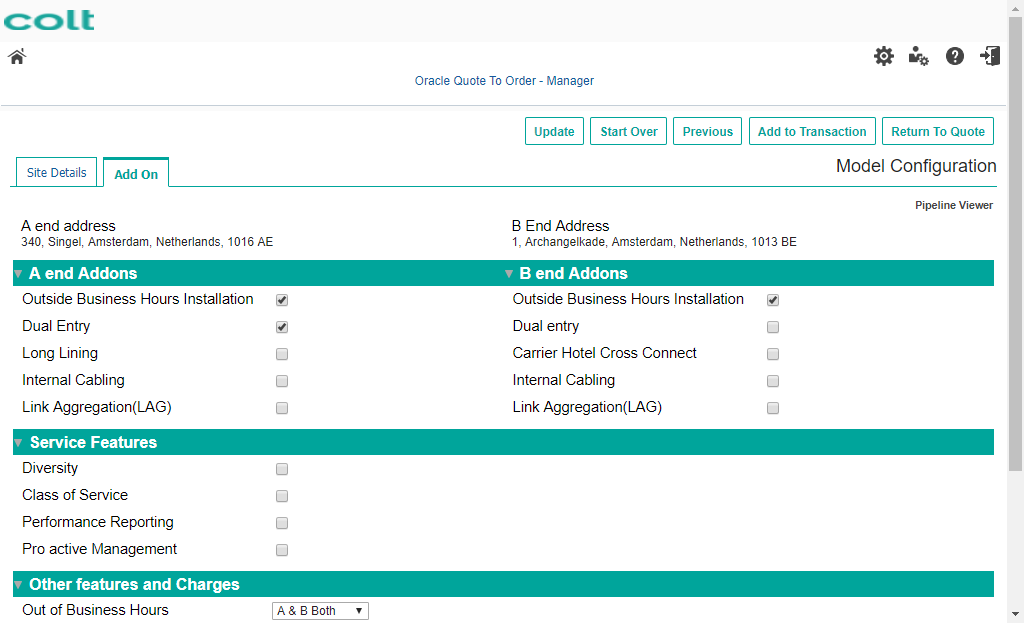 colt
Oracle Quote To Order - Manager
Update Start Over Previous Add to Transaction Return To Quote
Site Details Add On Model Configuration
Pipeline Viewer
A end address B End Address
340, Singel, Amsterdam, Netherlands, 1016 AE 1, Archangelkade, Amsterdam, Netherlands, 1013 BE
A end Addons B end Addons
Outside Business Hours Installation Outside Business Hours Installation
Dual Entry Dual entry
Long Lining Carrier Hotel Cross Connect
Internal Cabling Internal Cabling
Link Aggregation(LAG) Link Aggregation(LAG)
Service Features
Diversity
Class of Service
Performance Reporting
Pro active Management
Other features and Charges
Out of Business Hours A & B Both